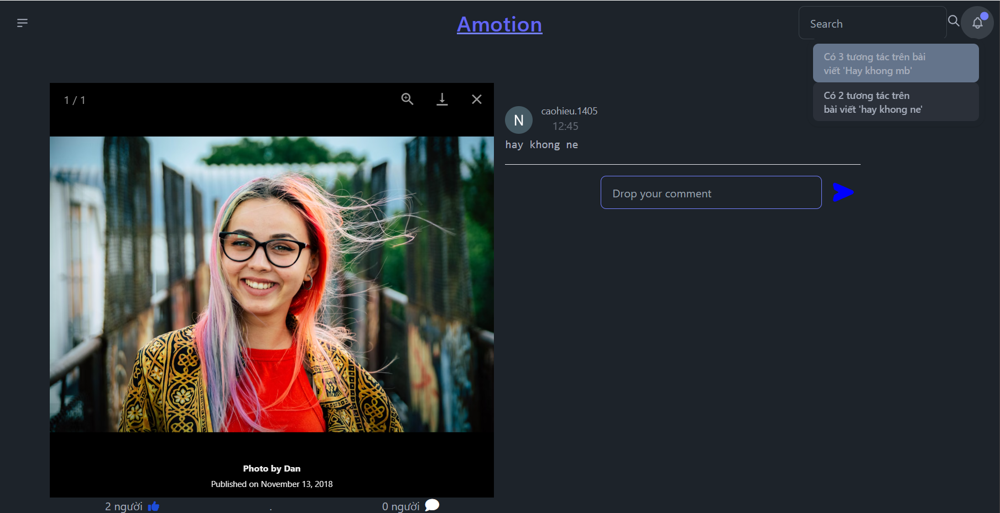 Amotion
Search
Có 3 tương tác trên bài
viết 'Hay khong mb'
Có 2 tương tác trên
bài viết 'hay khong ne'
1 / 1
N
caohieu.1405
12:45
hay khong ne
Drop your comment
Photo by Dan
Published on November 13, 2018
2 người
.
0 người